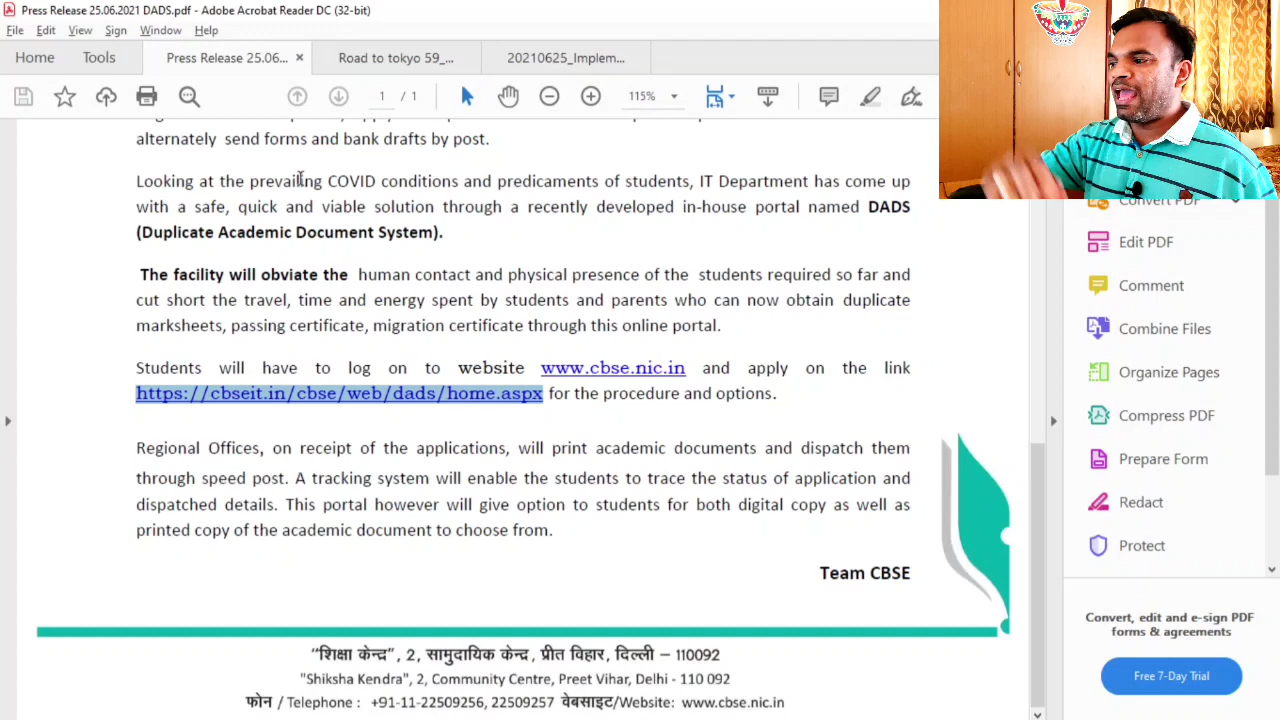 Press Release 25.06.2021 DADS.pdf - Adobe Acrobat Reader DC (32-bit)
File Edit View Sign Window Help
Home Tools Press Release 25.06... × Road to tokyo 59_... 20210625_Implem...
1 / 1 115%
alternately send forms and bank drafts by post.
Looking at the prevailing COVID conditions and predicaments of students, IT Department has come up
with a safe, quick and viable solution through a recently developed in-house portal named DADS
(Duplicate Academic Document System).
The facility will obviate the human contact and physical presence of the students required so far and
cut short the travel, time and energy spent by students and parents who can now obtain duplicate
marksheets, passing certificate, migration certificate through this online portal.
Students will have to log on to website www.cbse.nic.in and apply on the link
https://cbseit.in/cbse/web/dads/home.aspx for the procedure and options.
Regional Offices, on receipt of the applications, will print academic documents and dispatch them
through speed post. A tracking system will enable the students to trace the status of application and
dispatched details. This portal however will give option to students for both digital copy as well as
printed copy of the academic document to choose from.
Team CBSE
"शिक्षा केन्द्र", 2, सामुदायिक केन्द्र, प्रीत विहार, दिल्ली – 110092
"Shiksha Kendra", 2, Community Centre, Preet Vihar, Delhi - 110 092
फोन / Telephone : +91-11-22509256, 22509257 वेबसाइट/Website: www.cbse.nic.in
Convert PDF
Edit PDF
Comment
Combine Files
Organize Pages
Compress PDF
Prepare Form
Redact
Protect
Convert, edit and e-sign PDF
forms & agreements
Free 7-Day Trial